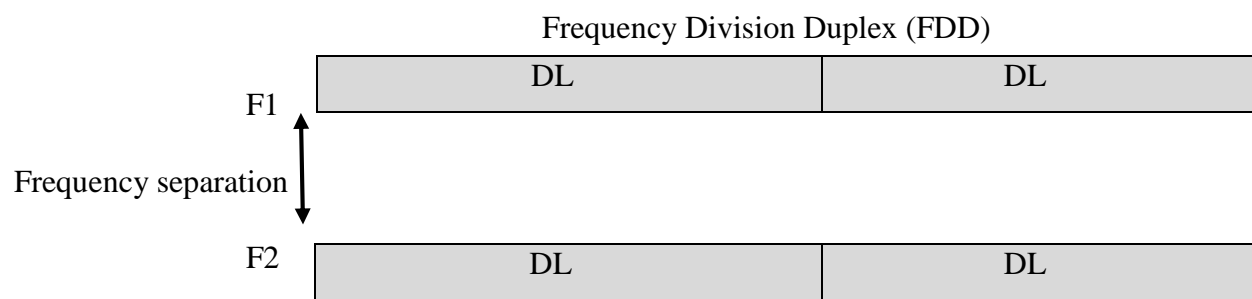 Frequency Division Duplex (FDD)
DL DL
F1
Frequency separation
F2
DL DL